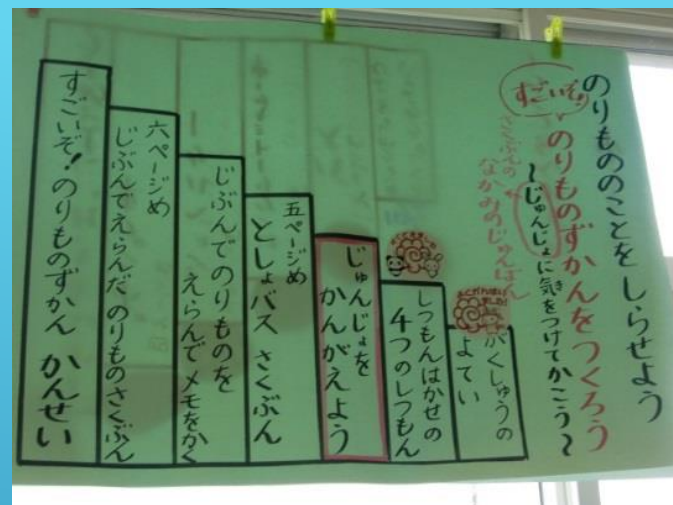 のりもののことをしらせよう
すごいぞ!
のりものずかんをつくろう
〜じゅんじょに気をつけてかこう〜
さくぶんの
なかみのじゅんばん
がくしゅうの
よてい
しつもんはかせの
4つのしつもん
じゅんじょを
かんがえよう
五ページめ
としょバス さくぶん
じぶんでのりものを
えらんでメモをかく
六ページめ
じぶんでえらんだ のりものさくぶん
すごいぞ!のりものずかん かんせい